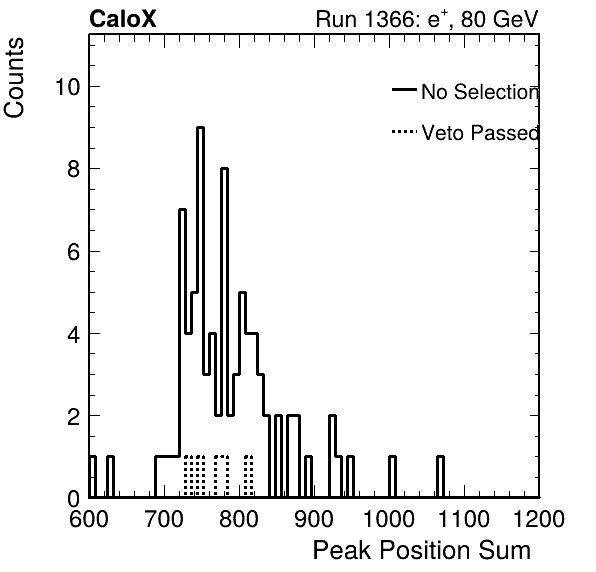 CaloX Run 1366: e⁺, 80 GeV
Counts
10
8
6
4
2
0
No Selection
Veto Passed
600 700 800 900 1000 1100 1200
Peak Position Sum